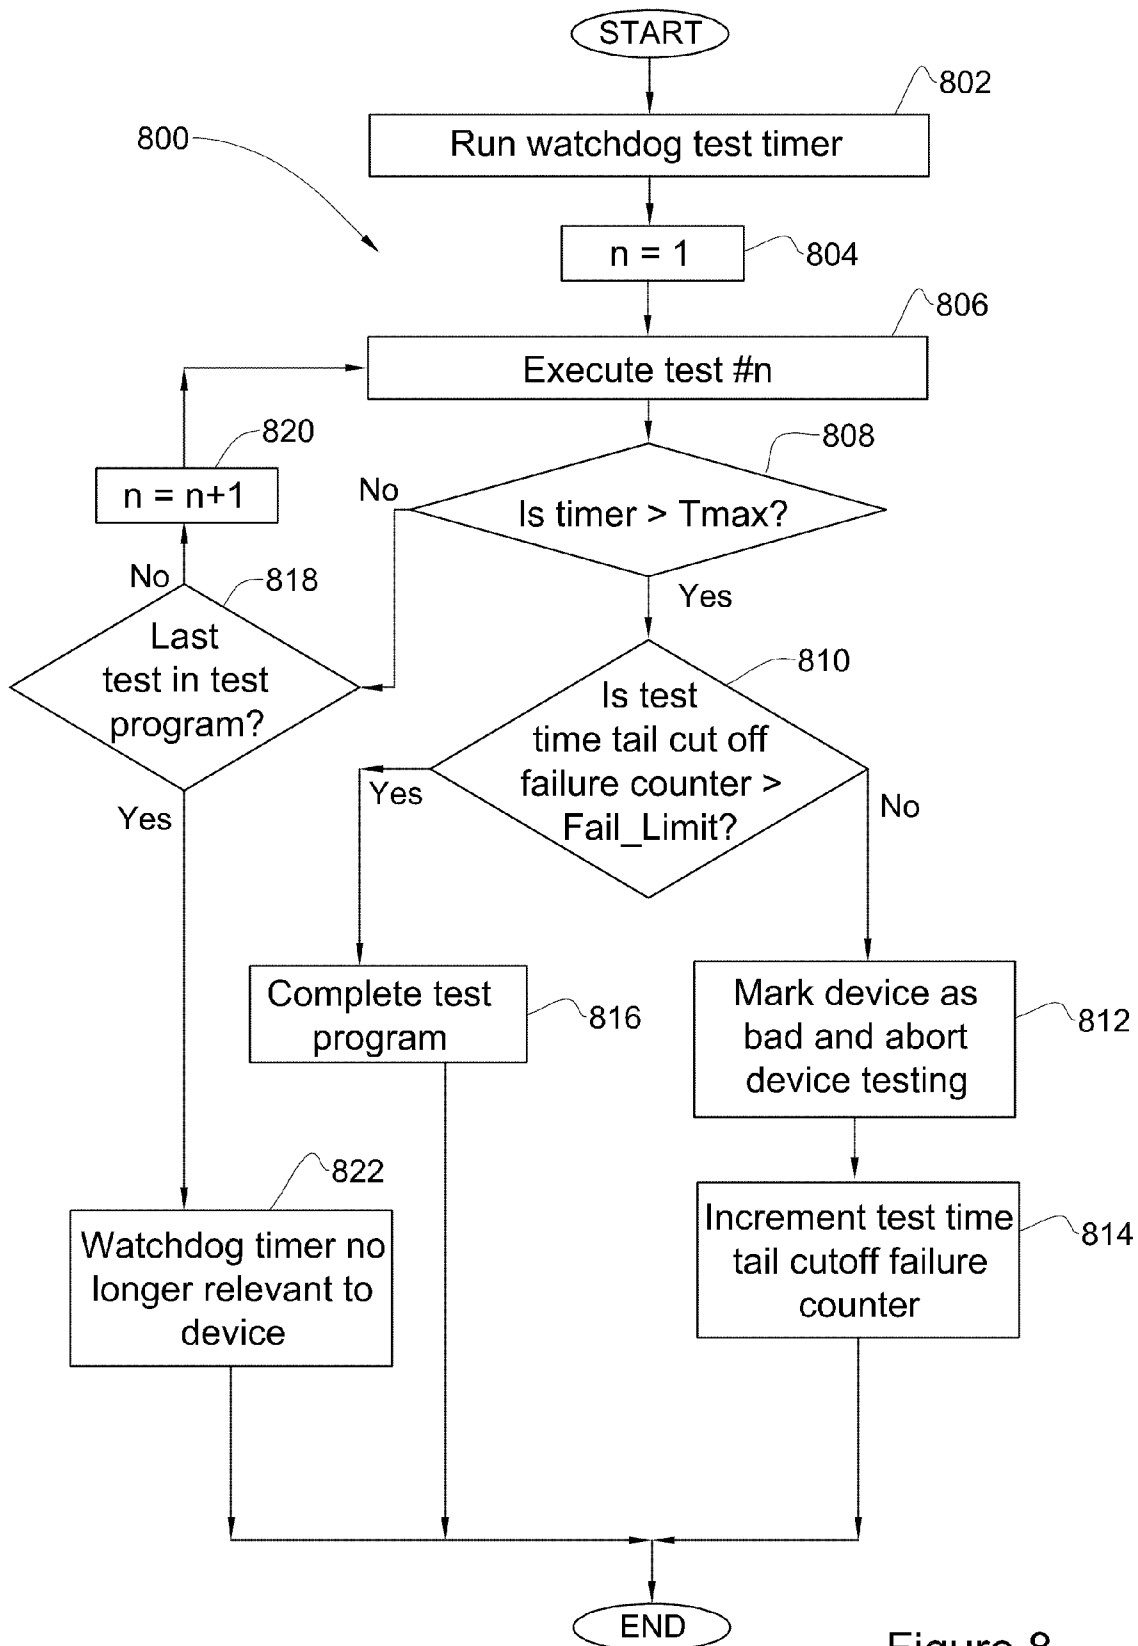 START
802
Run watchdog test timer
800
n = 1
804
806
Execute test #n
820
808
n = n+1
No
Is timer > Tmax?
No
818
Yes
Last
test in test
program?
810
Is test
time tail cut off
failure counter >
Fail_Limit?
Yes
Yes
No
Complete test
program
816
Mark device as
bad and abort
device testing
812
822
Watchdog timer no
longer relevant to
device
Increment test time
tail cutoff failure
counter
814
END
Figure 8